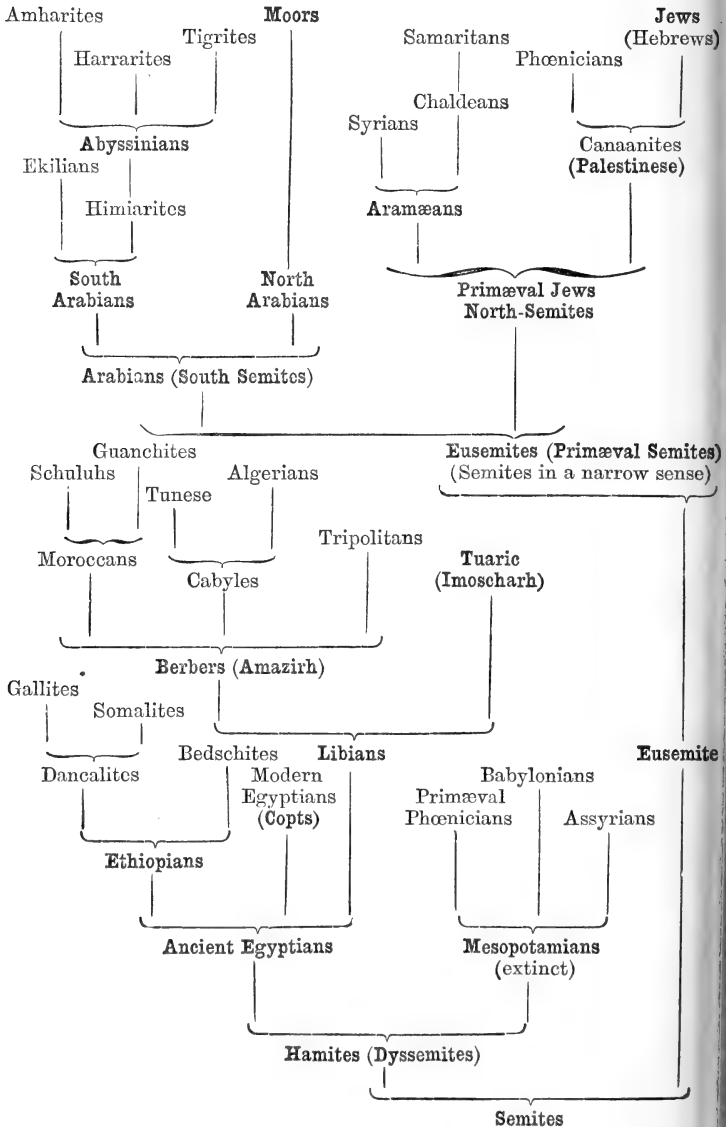 Amharites
Moors
Jews
(Hebrews)
Tigrites
Samaritans
Harrarites
Phœnicians
Chaldeans
Syrians
Abyssinians
Canaanites
(Palestinese)
Ekilians
Himiarites
Aramæans
South
Arabians
North
Arabians
Primæval Jews
North-Semites
Arabians (South Semites)
Guanchites
Eusemites (Primæval Semites)
(Semites in a narrow sense)
Schuluhs
Algerians
Tunese
Tripolitans
Moroccans
Cabyles
Tuaric
(Imoscharh)
Berbers (Amazirh)
Gallites
Somalites
Bedschites
Libians
Eusemite
Dancalites
Modern
Egyptians
(Copts)
Babylonians
Primæval
Phœnicians
Assyrians
Ethiopians
Ancient Egyptians
Mesopotamians
(extinct)
Hamites (Dyssemites)
Semites